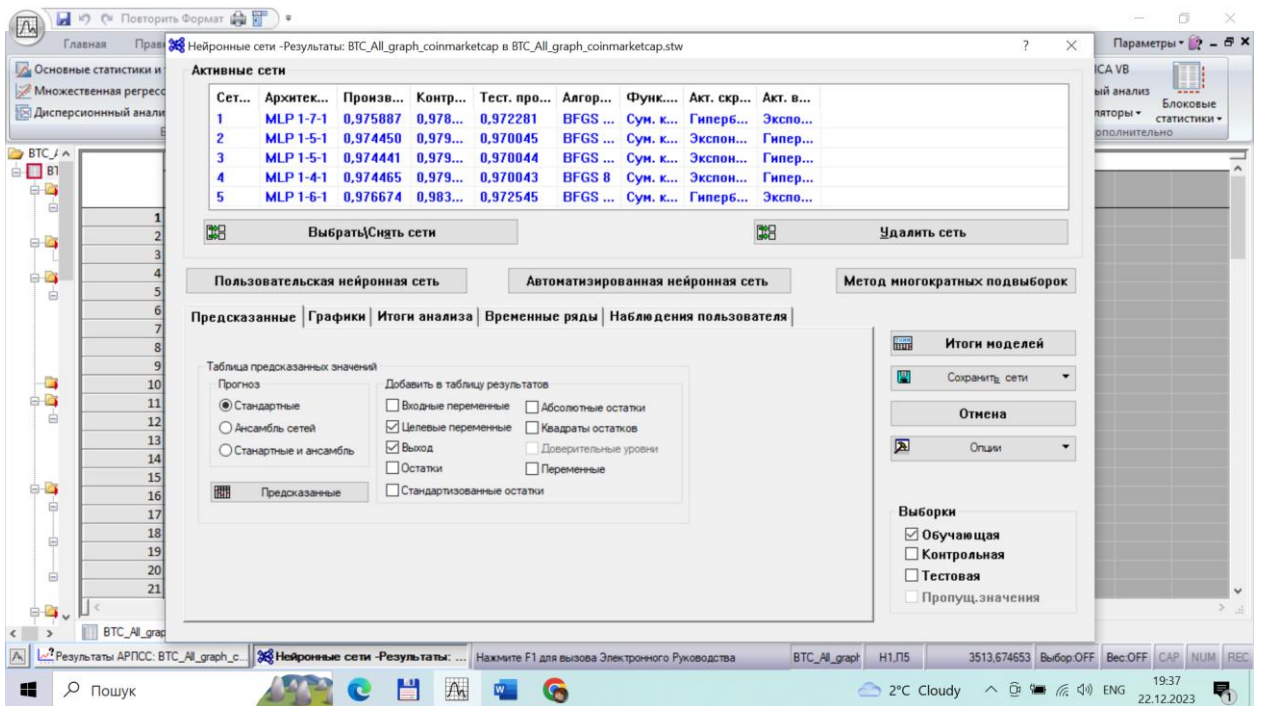 Повторить Формат
Главная Прав
Нейронные сети -Результаты: BTC_All_graph_coinmarketcap в BTC_All_graph_coinmarketcap.stw ? ×
Параметры
Основные статистики и
Множественная регресс
Дисперсионнный анали
ICA VB
ый анализ
ляторы
ополнительно
Блоковые
статистики
Активные сети
Сет... Архитек... Произв... Контр... Тест. про... Алгор... Функ.... Акт. скр... Акт. в...
1 MLP 1-7-1 0,975887 0,978... 0,972281 BFGS ... Сум. к... Гиперб... Экспо...
2 MLP 1-5-1 0,974450 0,979... 0,970045 BFGS ... Сум. к... Экспон... Гипер...
3 MLP 1-5-1 0,974441 0,979... 0,970044 BFGS ... Сум. к... Экспон... Гипер...
4 MLP 1-4-1 0,974465 0,979... 0,970043 BFGS 8 Сум. к... Экспон... Гипер...
5 MLP 1-6-1 0,976674 0,983... 0,972545 BFGS ... Сум. к... Гиперб... Экспо...
Выбрать\Снять сети Удалить сеть
Пользовательская нейронная сеть Автоматизированная нейронная сеть Метод многократных подвыборок
Предсказанные Графики Итоги анализа Временные ряды Наблюдения пользователя
Таблица предсказанных значений
Прогноз
Стандартные
Ансамбль сетей
Станартные и ансамбль
Предсказанные
Добавить в таблицу результатов
Входные переменные Абсолютные остатки
Целевые переменные Квадраты остатков
Выход Доверительные уровни
Остатки Переменные
Стандартизованные остатки
Итоги моделей
Сохранить сети
Отмена
Опции
Выборки
Обучающая
Контрольная
Тестовая
Пропущ.значения
BTC_
1
2
3
4
5
6
7
8
9
10
11
12
13
14
15
16
17
18
19
20
21
BTC_All_grap
Результаты АРПСС: BTC_All_graph_c... Нейронные сети -Результаты: ... Нажмите F1 для вызова Электронного Руководства BTC_All_graph Н1,П5 3513,674653 Выбор:OFF Вес:OFF CAP NUM REC
Пошук 2°C Cloudy ENG 19:37
22.12.2023